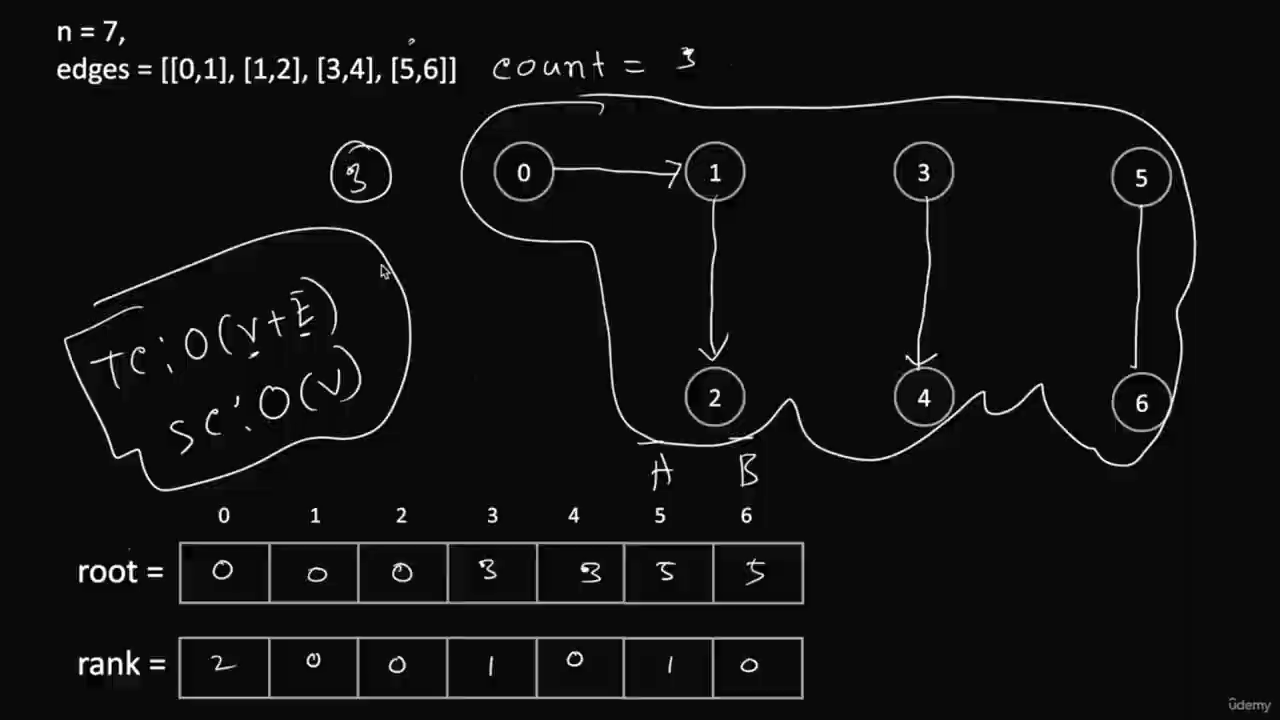 n = 7,
edges = [[0,1], [1,2], [3,4], [5,6]] count = 3
3 0 1 3 5
TC: O(V+E)
SC: O(V)
2 4 6
A B
0 1 2 3 4 5 6
root = 0 0 0 3 3 5 5
rank = 2 0 0 1 0 1 0
ûdemy